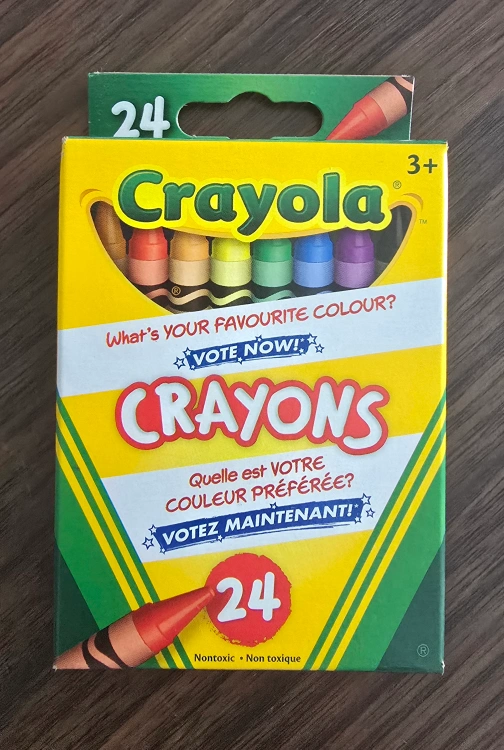 24
3+
Crayola®
™
®
What's YOUR FAVOURITE COLOUR?
VOTE NOW!*
CRAYONS
Quelle est VOTRE
COULEUR PRÉFÉRÉE?
VOTEZ MAINTENANT!*
24
Nontoxic • Non toxique
®